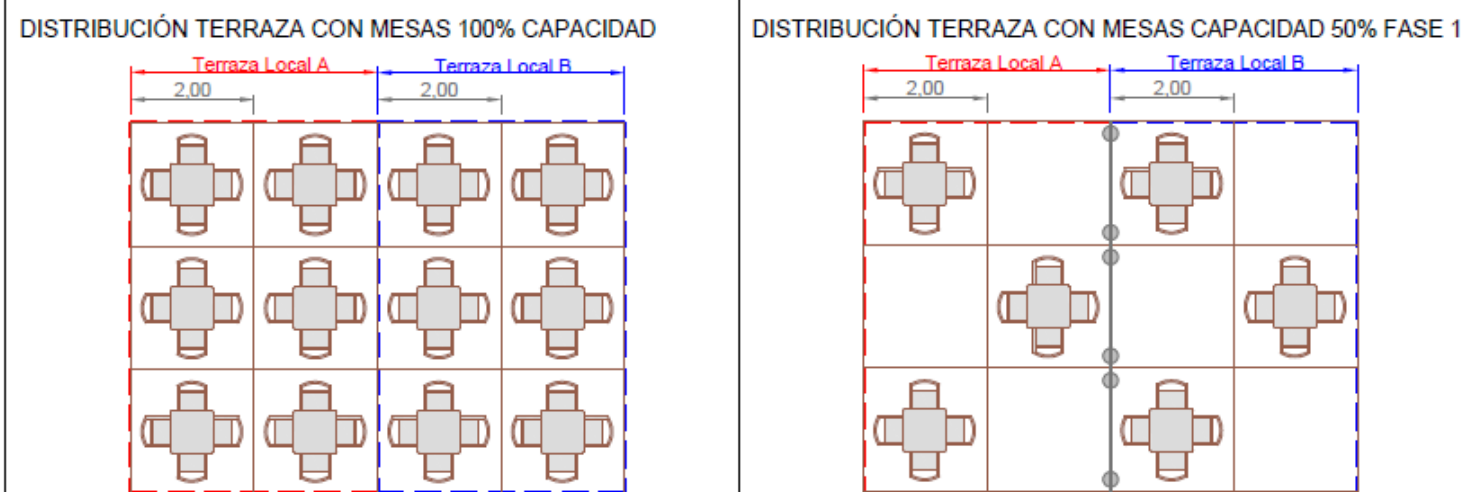 DISTRIBUCIÓN TERRAZA CON MESAS 100% CAPACIDAD
Terraza Local A
Terraza Local B
2,00
2,00
DISTRIBUCIÓN TERRAZA CON MESAS CAPACIDAD 50% FASE 1
Terraza Local A
Terraza Local B
2,00
2,00